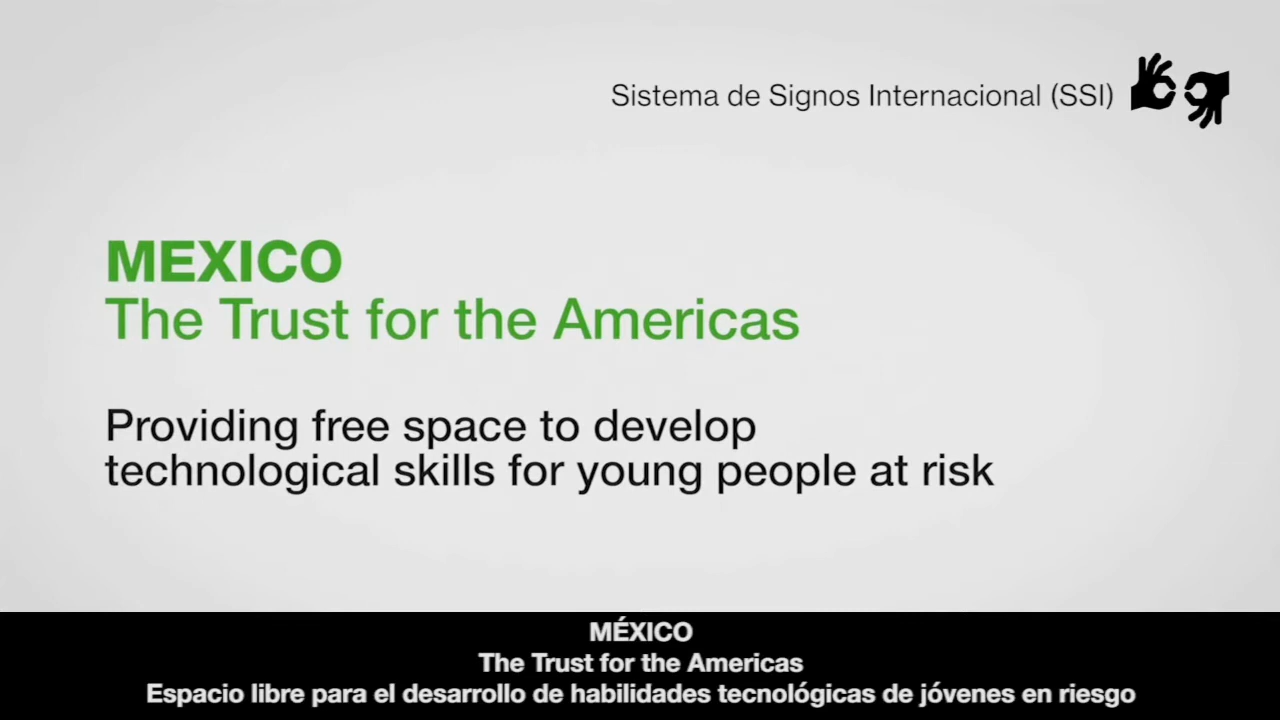 Sistema de Signos Internacional (SSI)
MEXICO
The Trust for the Americas
Providing free space to develop
technological skills for young people at risk
MÉXICO
The Trust for the Americas
Espacio libre para el desarrollo de habilidades tecnológicas de jóvenes en riesgo